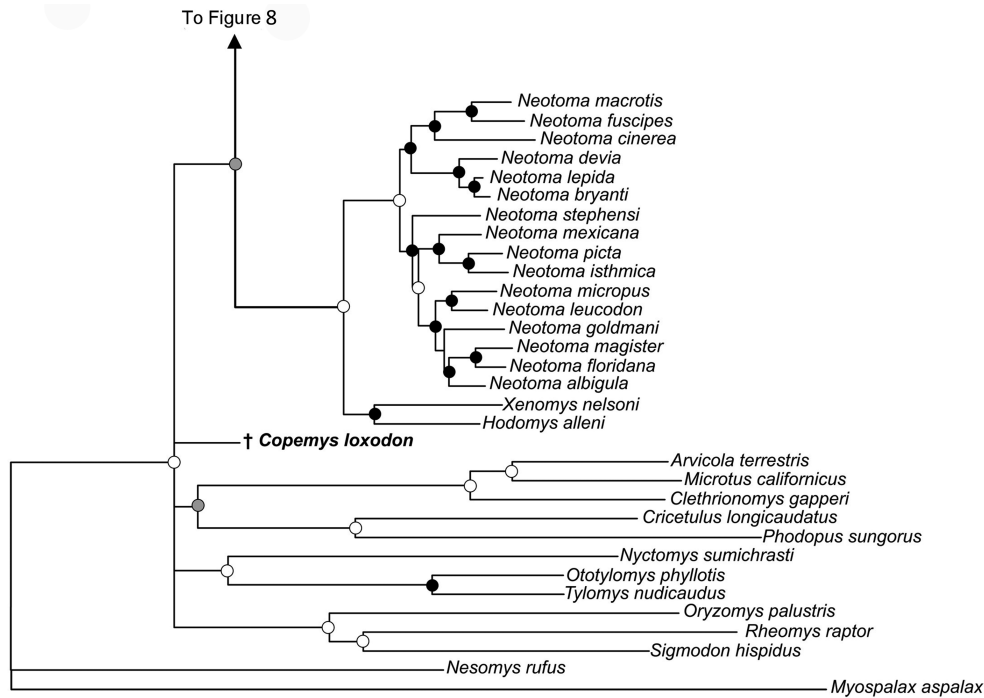 To Figure 8
Neotoma macrotis
Neotoma fuscipes
Neotoma cinerea
Neotoma devia
Neotoma lepida
Neotoma bryanti
Neotoma stephensi
Neotoma mexicana
Neotoma picta
Neotoma isthmica
Neotoma micropus
Neotoma leucodon
Neotoma goldmani
Neotoma magister
Neotoma floridana
Neotoma albigula
Xenomys nelsoni
Hodomys alleni
† Copemys loxodon
Arvicola terrestris
Microtus californicus
Clethrionomys gapperi
Cricetulus longicaudatus
Phodopus sungorus
Nyctomys sumichrasti
Ototylomys phyllotis
Tylomys nudicaudus
Oryzomys palustris
Rheomys raptor
Sigmodon hispidus
Nesomys rufus
Myospalax aspalax